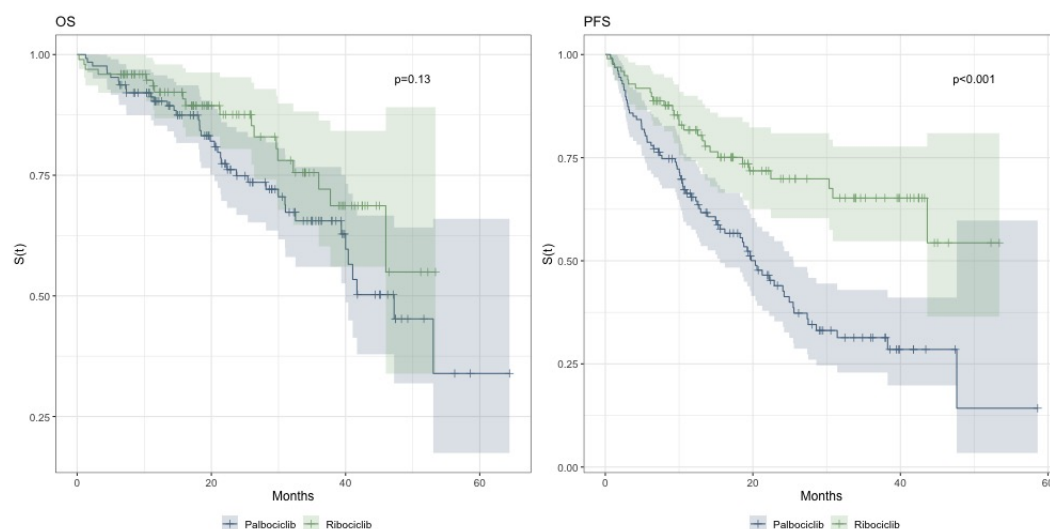 OS
S(t)
1.00
0.75
0.50
0.25
p=0.13
0 20 40 60
Months
Palbociclib Ribociclib
PFS
S(t)
1.00
0.75
0.50
0.25
0.00
p<0.001
0 20 40 60
Months
Palbociclib Ribociclib